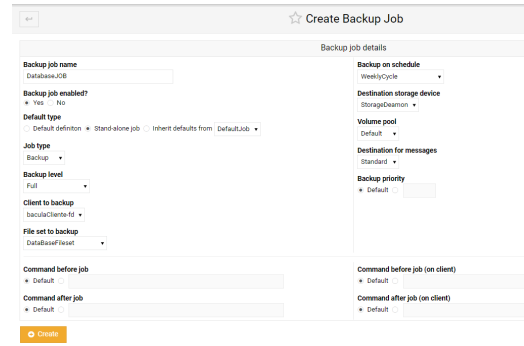 Create Backup Job
Backup job details
Backup job name
DatabaseJOB
Backup job enabled?
Yes No
Default type
Default definiton Stand-alone job Inherit defaults from DefaultJob
Job type
Backup
Backup level
Full
Client to backup
baculaCliente-fd
File set to backup
DataBaseFileset
Backup on schedule
WeeklyCycle
Destination storage device
StorageDeamon
Volume pool
Default
Destination for messages
Standard
Backup priority
Default
Command before job
Default
Command before job (on client)
Default
Command after job
Default
Command after job (on client)
Default
Create